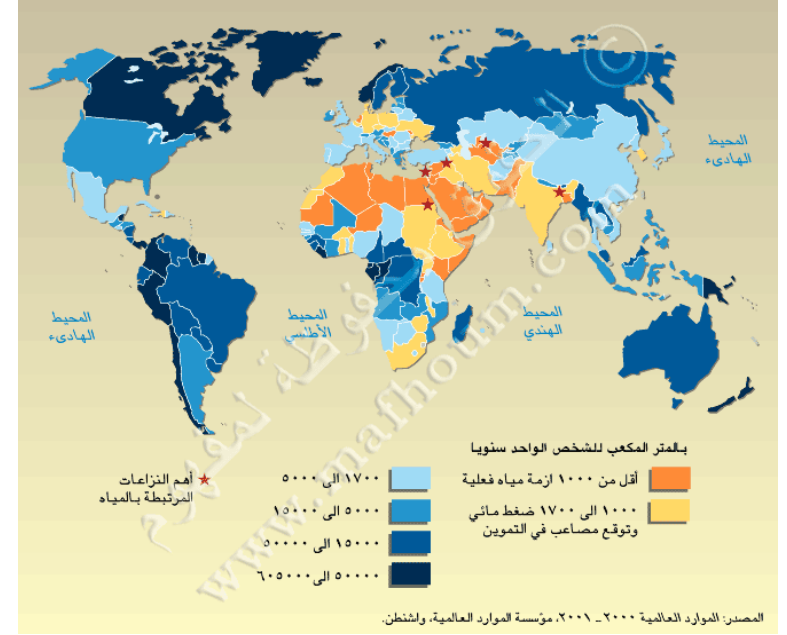 المحيط
الهادىء
المحيط
الهندي
المحيط
الأطلسي
المحيط
الهادىء
بالمتر المكعب للشخص الواحد سنويا
أقل من ١٠٠٠ ازمة مياه فعلية
١٠٠٠ الى ١٧٠٠ ضغط مائي
وتوقع مصاعب في التموين
١٧٠٠ الى ٥٠٠٠
٥٠٠٠ الى ١٥٠٠٠
١٥٠٠٠ الى ٥٠٠٠٠
٥٠٠٠٠ الى ٦٠٥٠٠٠
أهم النزاعات
المرتبطة بالمياه
المصدر: الموارد العالمية ٢٠٠٠ - ٢٠٠١، مؤسسة الموارد العالمية، واشنطن.
©
www.mafhoum.com